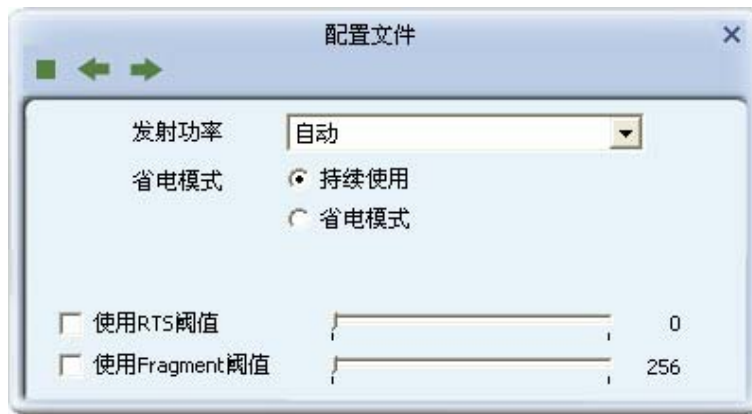 配置文件
发射功率 自动
省电模式 持续使用
省电模式
使用RTS阈值 0
使用Fragment阈值 256